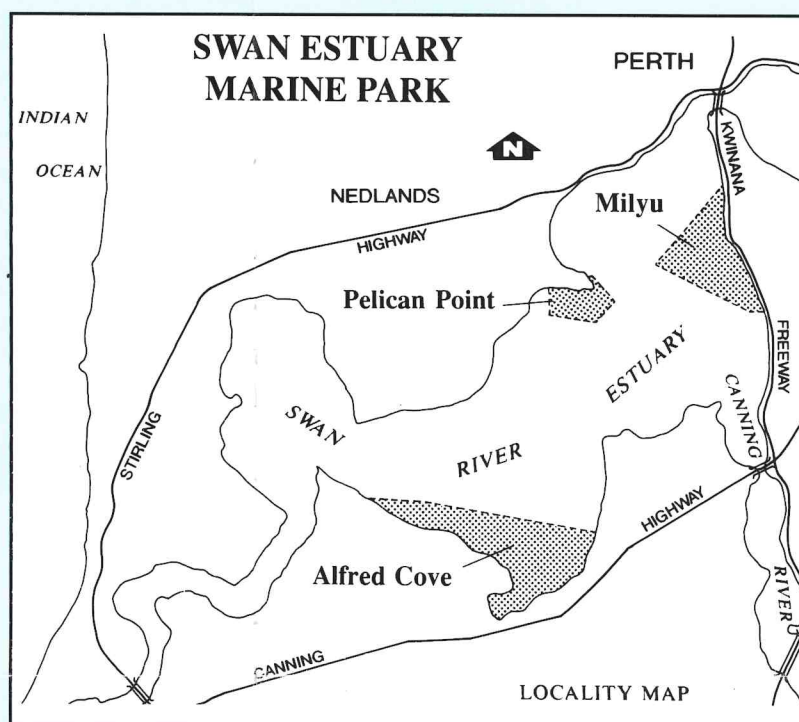 SWAN ESTUARY
MARINE PARK
PERTH
INDIAN
OCEAN
N
KWINANA
NEDLANDS
Milyu
HIGHWAY
Pelican Point
FREEWAY
ESTUARY
CANNING
SWAN
STIRLING
RIVER
HIGHWAY
Alfred Cove
RIVER
CANNING
LOCALITY MAP